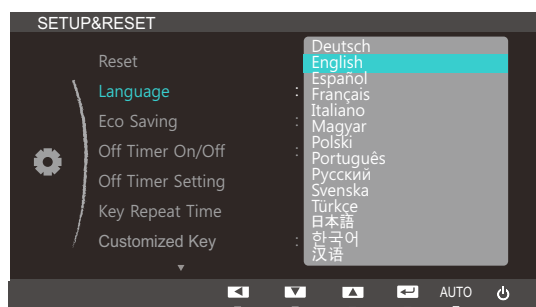 SETUP&RESET
Reset
Language :
Eco Saving :
Off Timer On/Off :
Off Timer Setting
Key Repeat Time
Customized Key :
Deutsch
English
Español
Français
Italiano
Magyar
Polski
Português
Русский
Svenska
Türkçe
日本語
한국어
汉语
AUTO